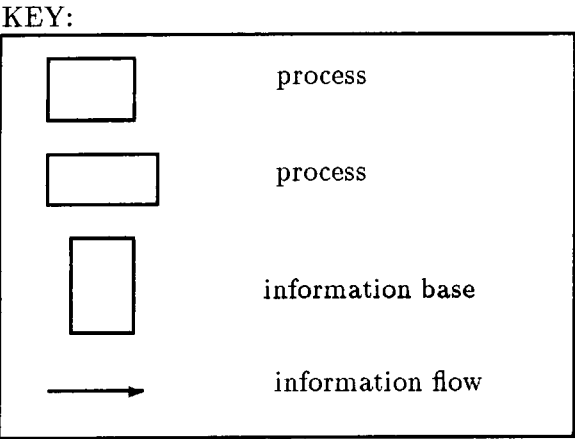 KEY:
process
process
information base
information flow